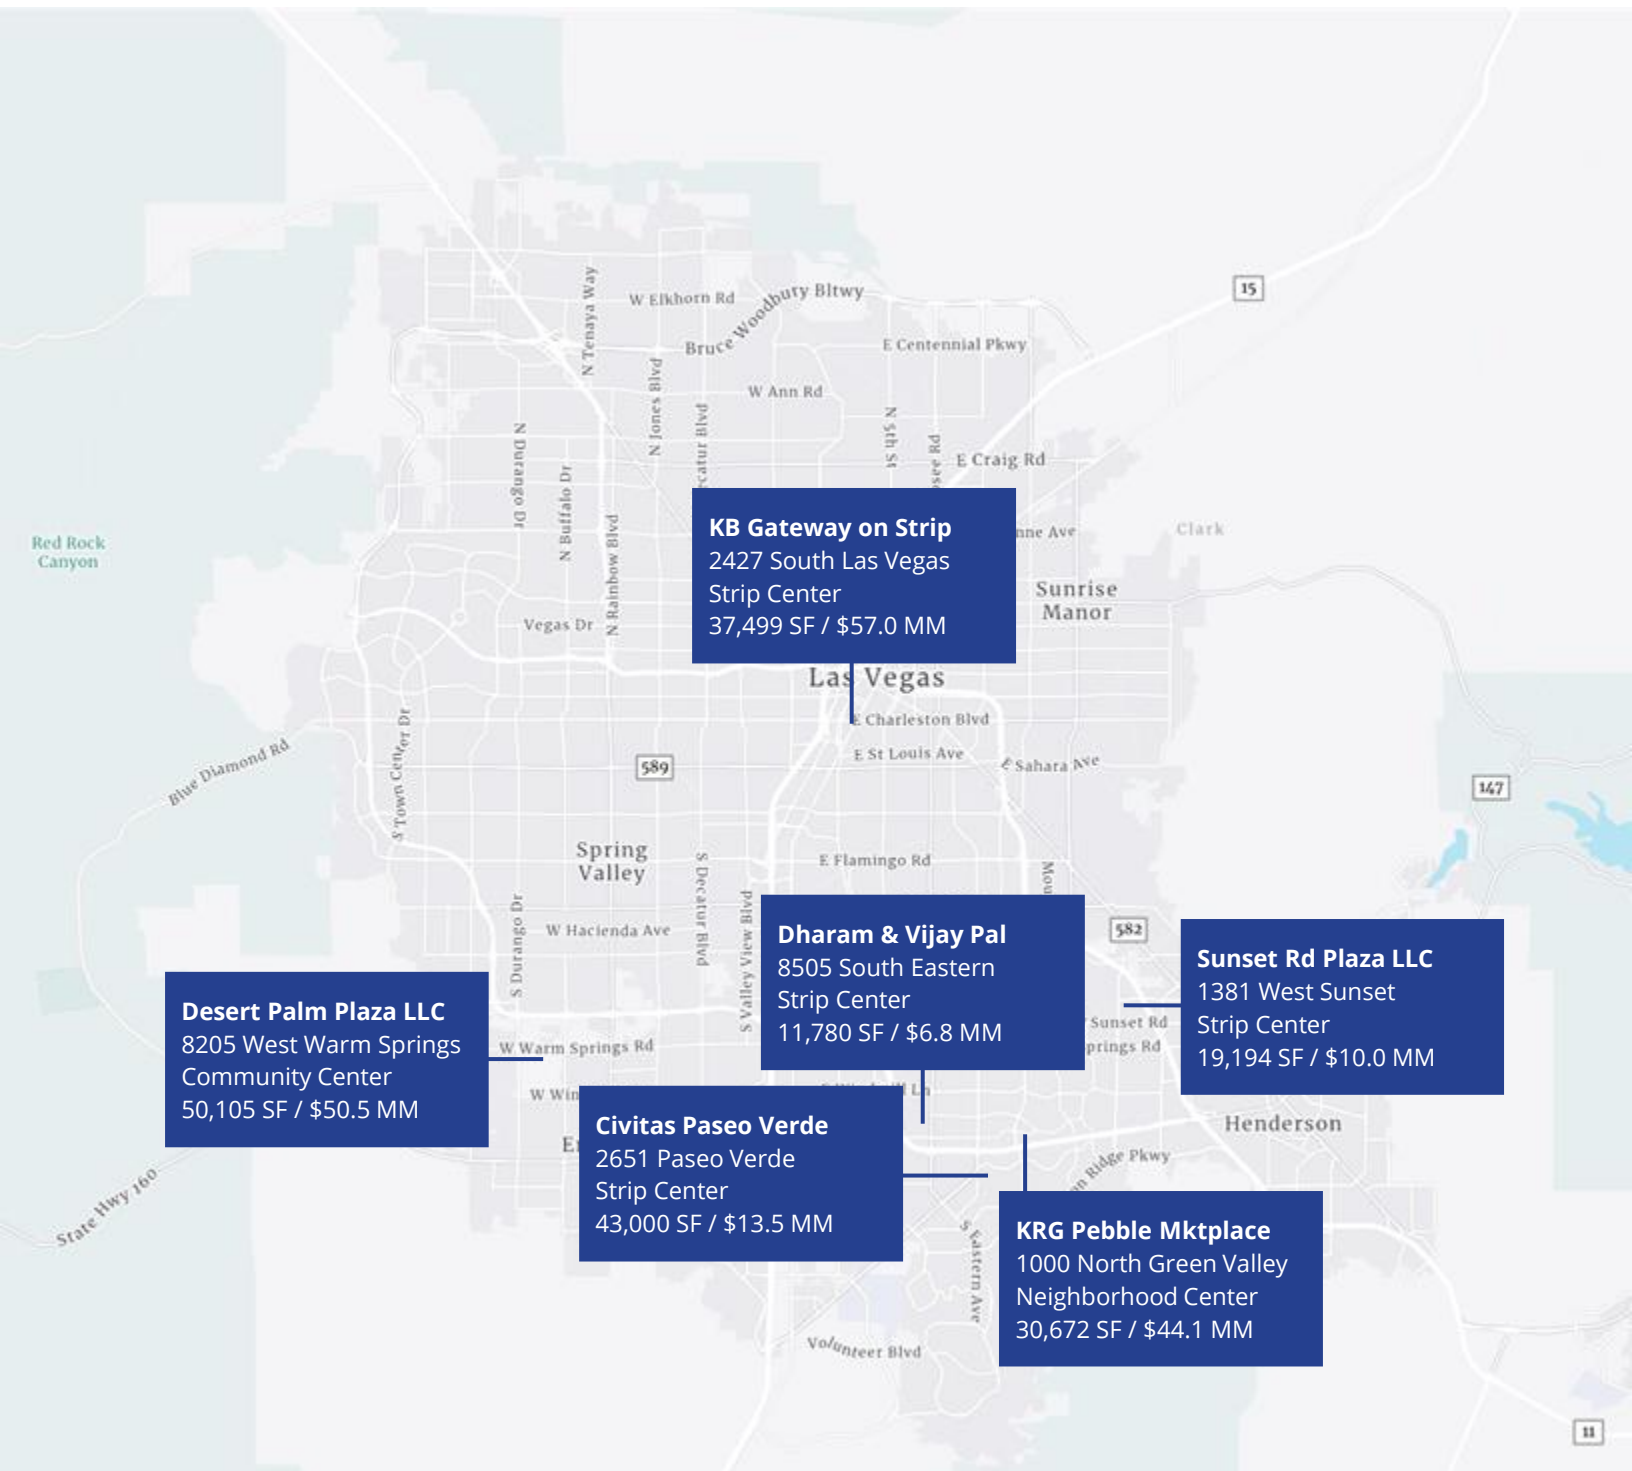 15
W Elkhorn Rd
Bruce Woodbury Bltwy
N Tenaya Way
E Centennial Pkwy
N Jones Blvd
W Ann Rd
N Durango Dr
N Buffalo Dr
N 5th St
E Craig Rd
N Rainbow Blvd
Red Rock
Canyon
KB Gateway on Strip
2427 South Las Vegas
Strip Center
37,499 SF / $57.0 MM
Clark
Sunrise
Manor
Vegas Dr
Las Vegas
E Charleston Blvd
E St Louis Ave
E Sahara Ave
S Town Center Dr
Blue Diamond Rd
589
147
Spring
Valley
E Flamingo Rd
S Decatur Blvd
S Valley View Blvd
S Durango Dr
W Hacienda Ave
582
Dharam & Vijay Pal
8505 South Eastern
Strip Center
11,780 SF / $6.8 MM
Sunset Rd Plaza LLC
1381 West Sunset
Strip Center
19,194 SF / $10.0 MM
Desert Palm Plaza LLC
8205 West Warm Springs
Community Center
50,105 SF / $50.5 MM
W Warm Springs Rd
Sunset Rd
Rd
W
Ln
Civitas Paseo Verde
2651 Paseo Verde
Strip Center
43,000 SF / $13.5 MM
Henderson
Ridge Pkwy
State Hwy 160
KRG Pebble Mktplace
1000 North Green Valley
Neighborhood Center
30,672 SF / $44.1 MM
S Eastern Ave
Volunteer Blvd
11